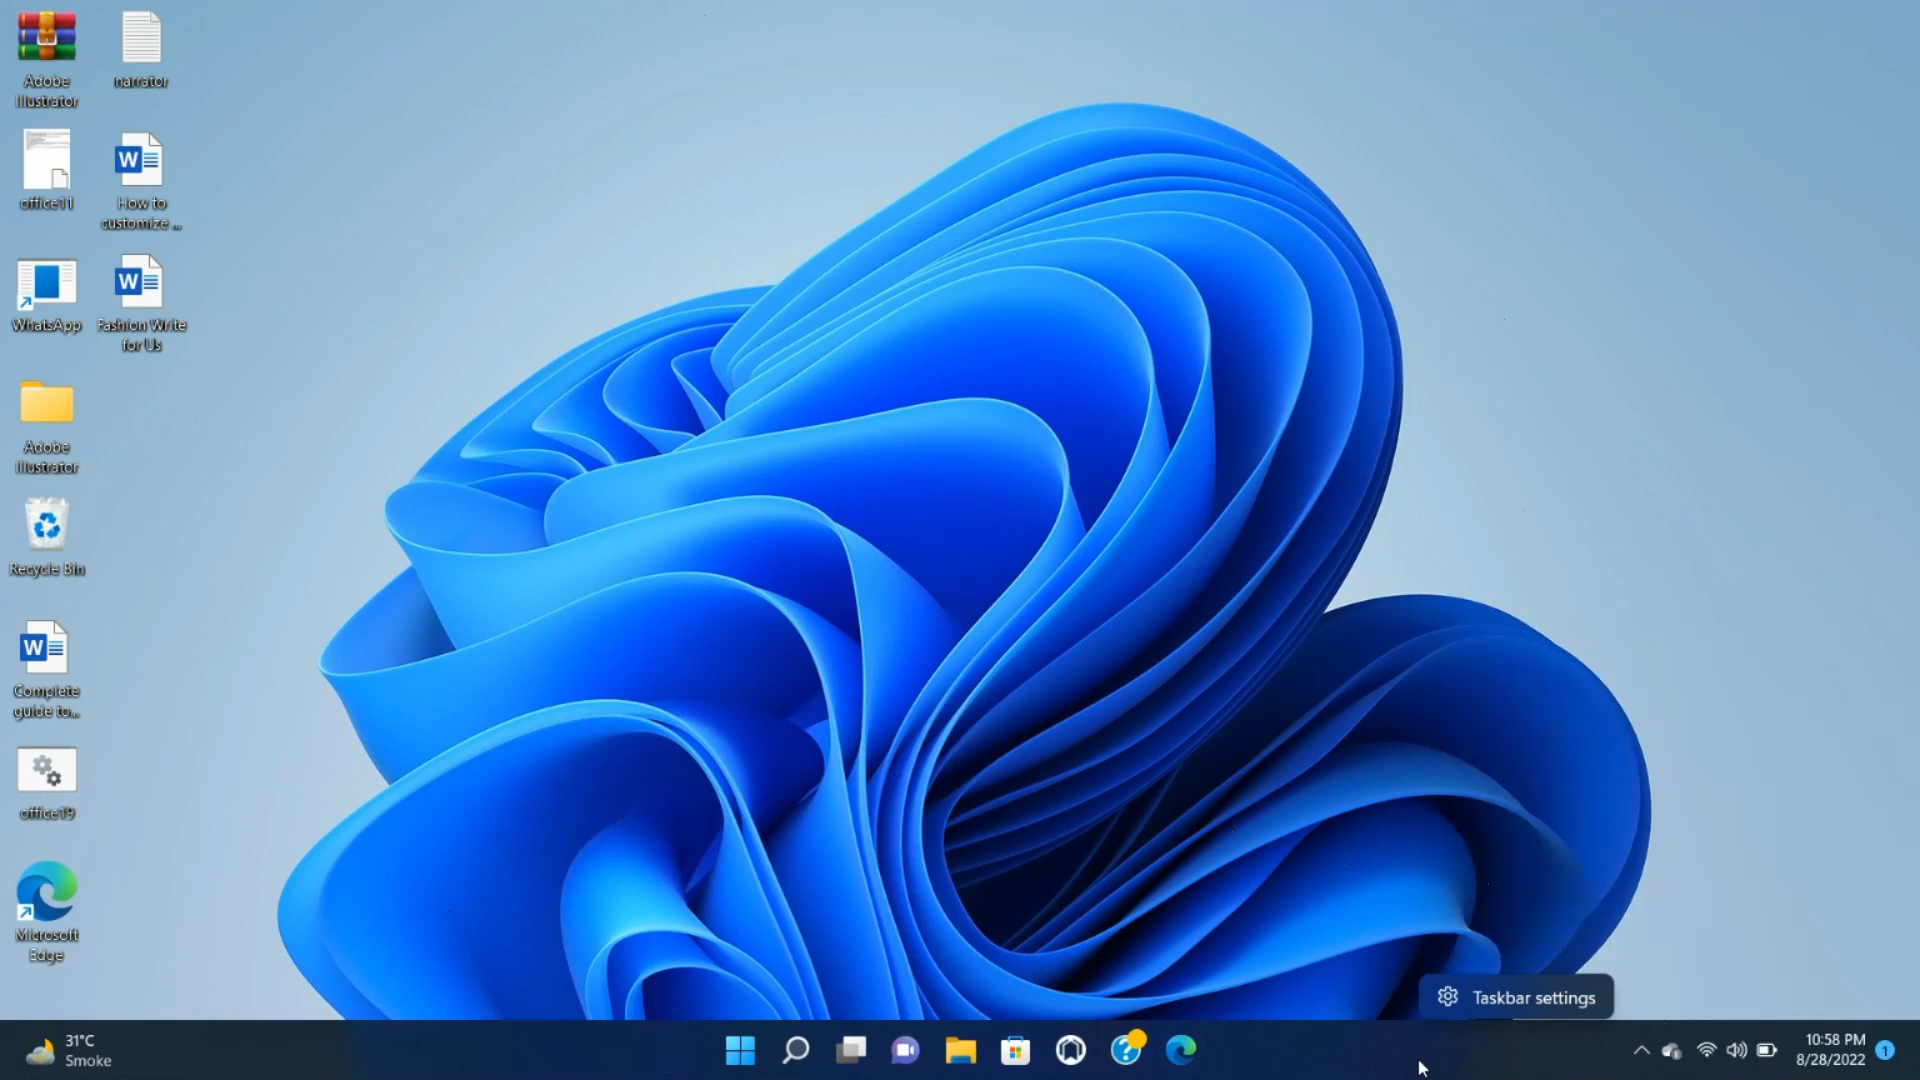 Adobe
Illustrator
narrator
office11
How to
customize ...
WhatsApp
Fashion Write
for Us
Adobe
Illustrator
Recycle Bin
Complete
guide to...
office19
Microsoft
Edge
Taskbar settings
31°C
Smoke
10:58 PM
8/28/2022
1